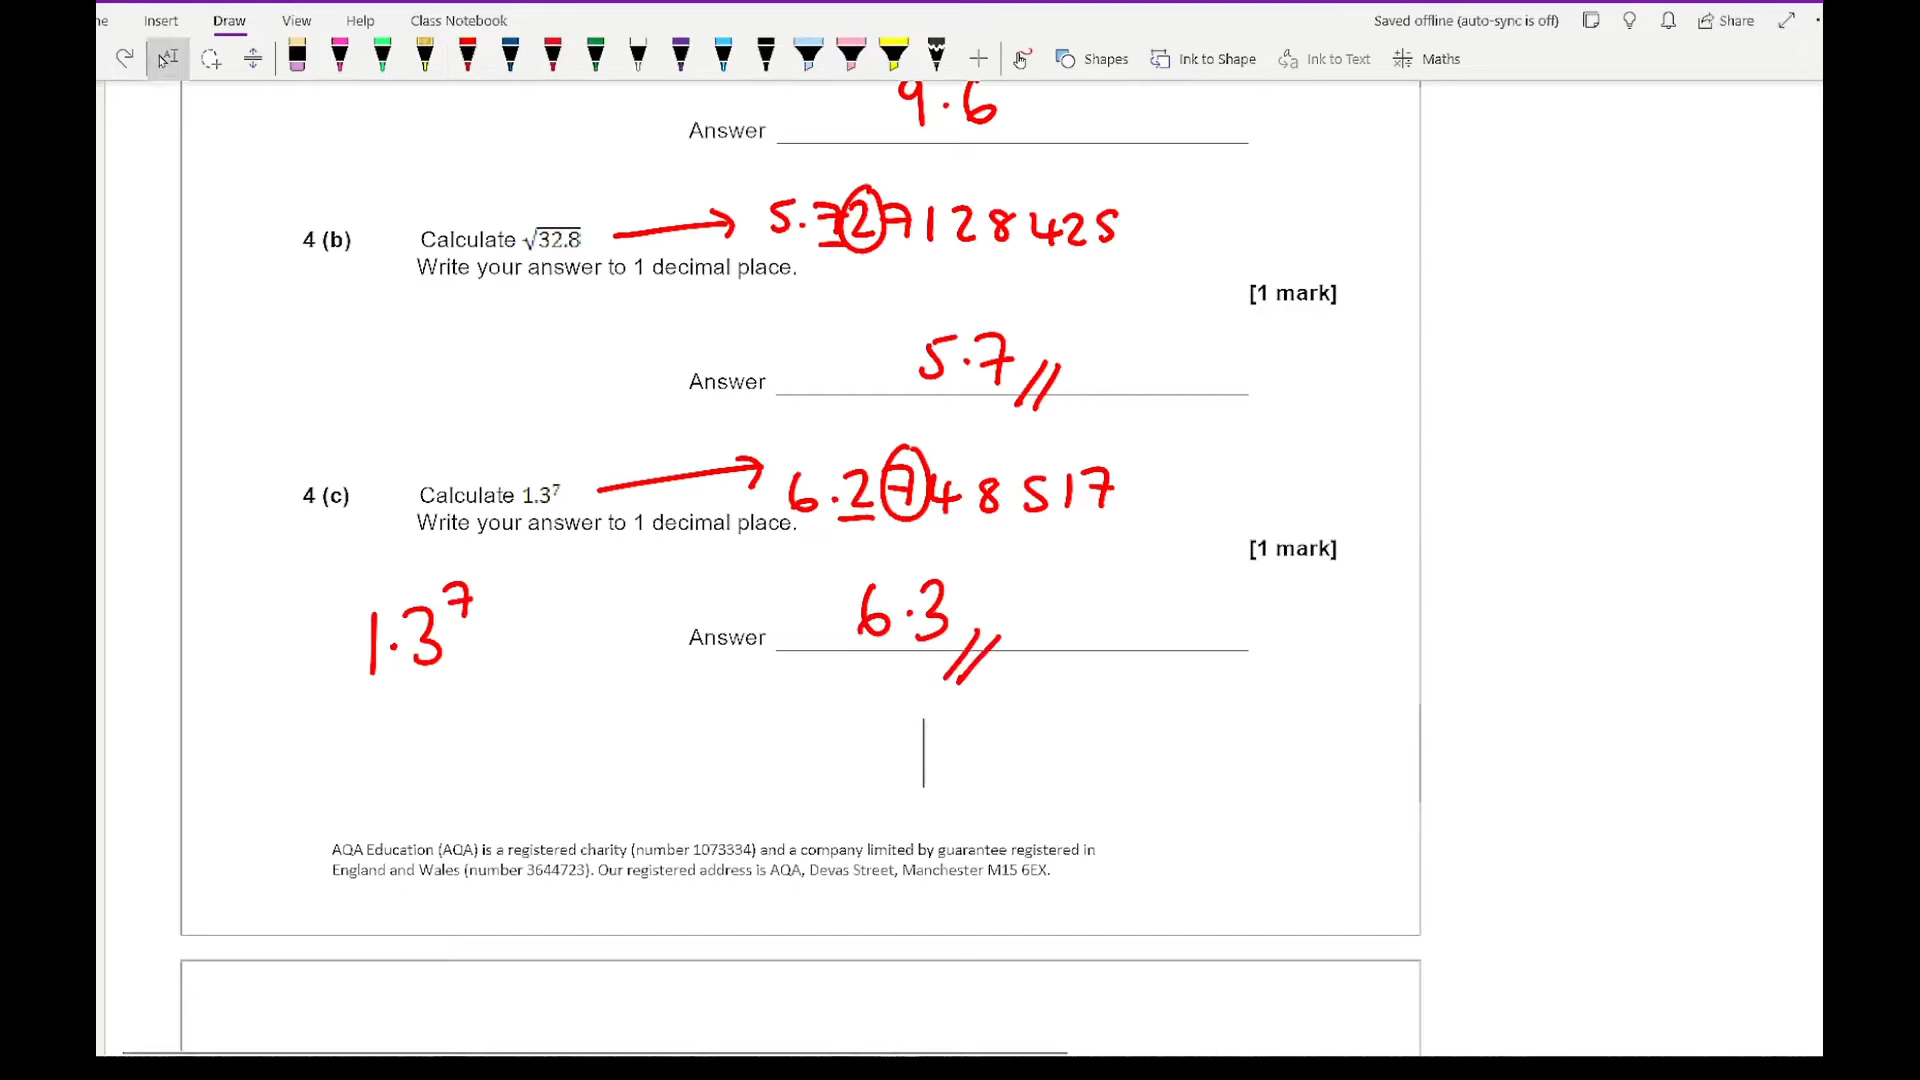 Insert Draw View Help Class Notebook Saved offline (auto-sync is off) Share
Shapes Ink to Shape Ink to Text Maths
9.6
Answer
5.727128425
4 (b) Calculate √32.8
Write your answer to 1 decimal place.
[1 mark]
5.7
Answer
6.2748517
4 (c) Calculate 1.3⁷
Write your answer to 1 decimal place.
[1 mark]
1.3⁷
6.3
Answer
AQA Education (AQA) is a registered charity (number 1073334) and a company limited by guarantee registered in
England and Wales (number 3644723). Our registered address is AQA, Devas Street, Manchester M15 6EX.